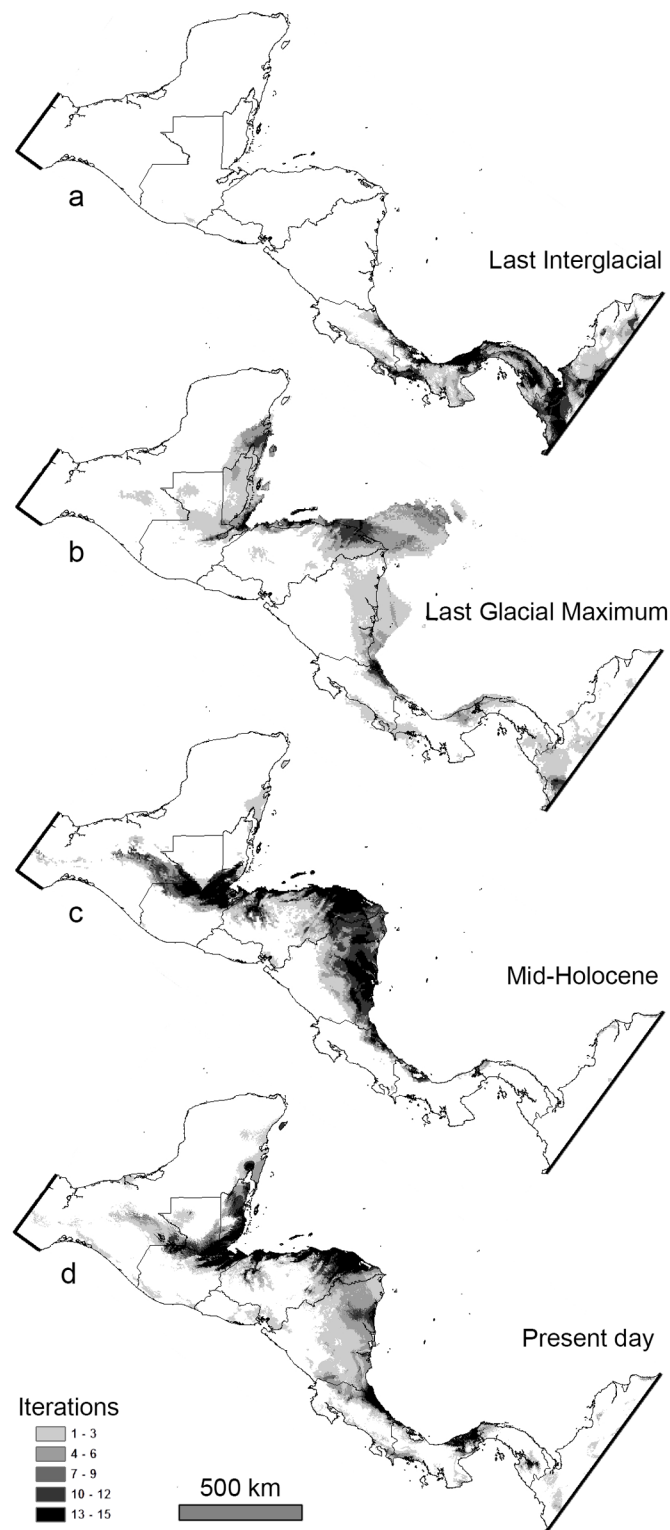 a
Last Interglacial
b
Last Glacial Maximum
c
Mid-Holocene
d
Present day
Iterations
1 - 3
4 - 6
7 - 9
10 - 12
13 - 15
500 km